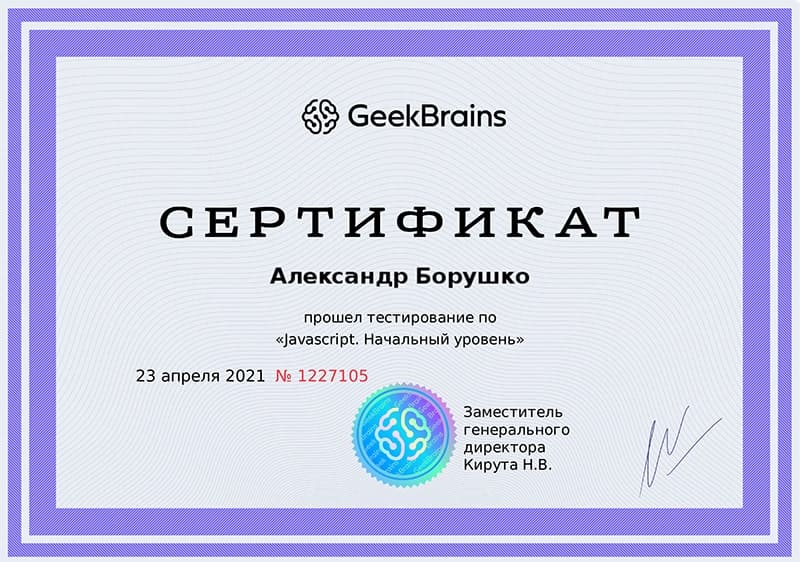 GeekBrains
СЕРТИФИКАТ
Александр Борушко
прошел тестирование по
«Javascript. Начальный уровень»
23 апреля 2021 № 1227105
Заместитель
генерального
директора
Кирута Н.В.